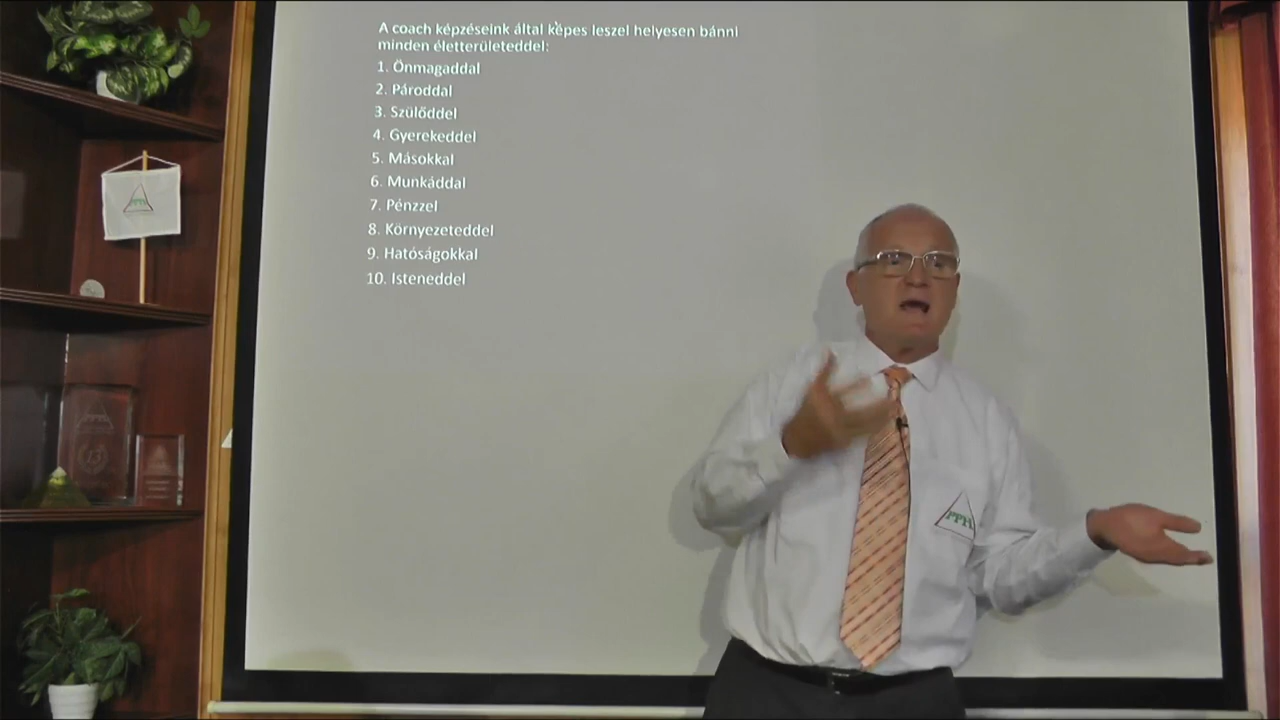 A coach képzéseink által képes leszel helyesen bánni
minden életterületeddel:
1. Önmagaddal
2. Pároddal
3. Szülőddel
4. Gyerekeddel
5. Másokkal
6. Munkáddal
7. Pénzzel
8. Környezeteddel
9. Hatóságokkal
10. Isteneddel
PPH